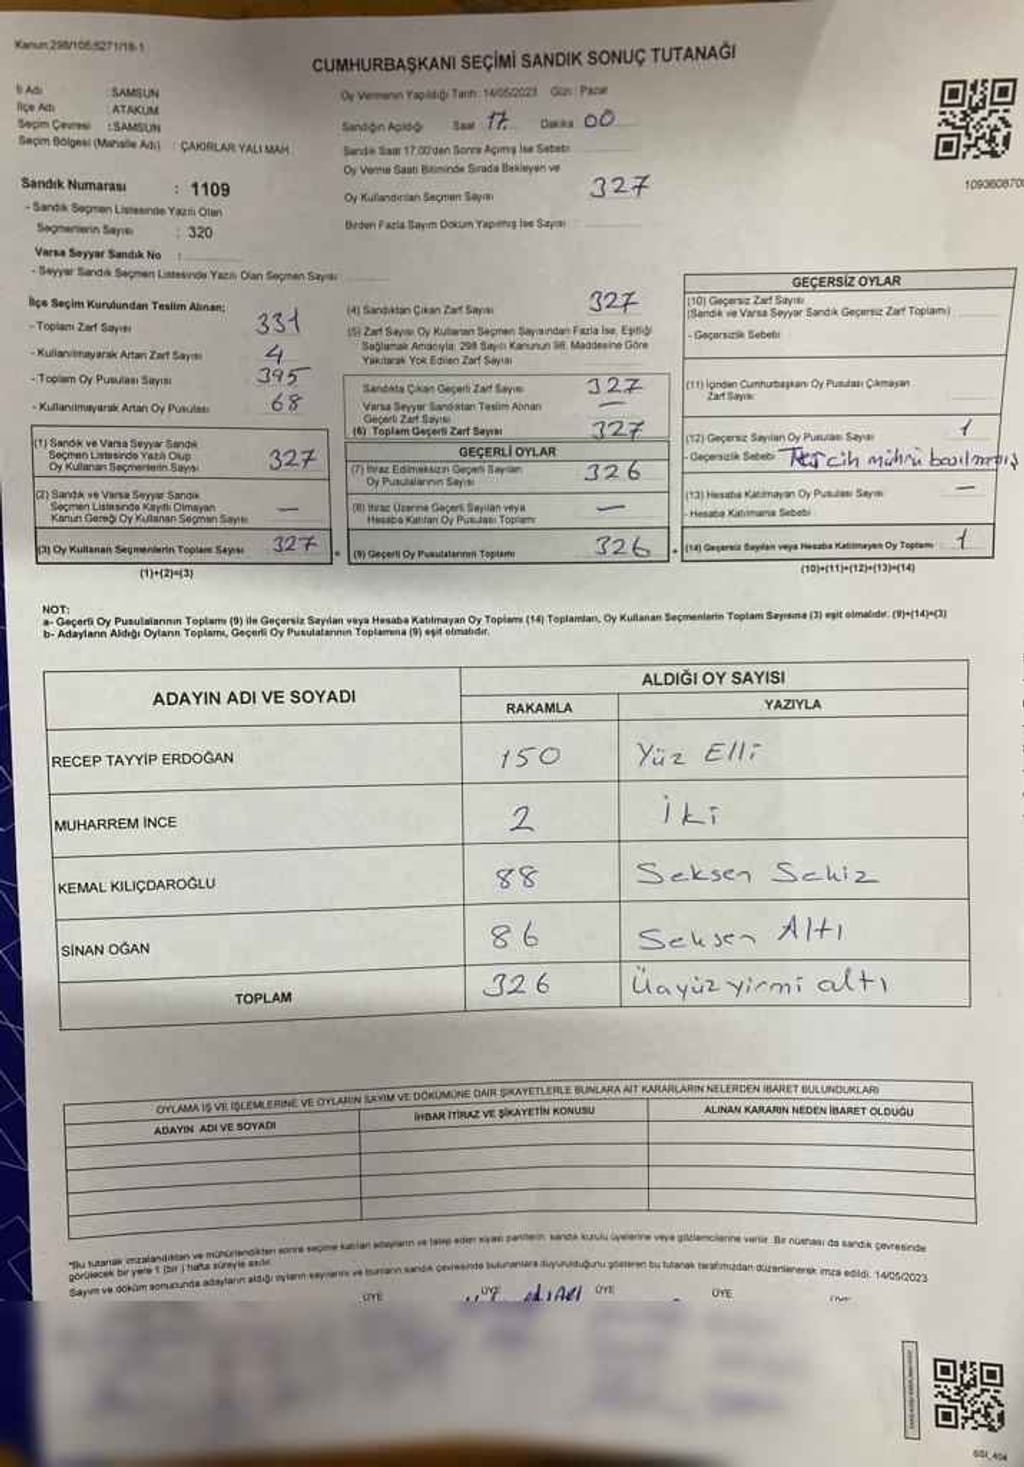 Kanun:298/105;5271/18-1
CUMHURBAŞKANI SEÇİMİ SANDIK SONUÇ TUTANAĞI
İl Adı : SAMSUN
İlçe Adı : ATAKUM
Seçim Çevresi : SAMSUN
Seçim Bölgesi (Mahalle Adı) : ÇAKIRLAR YALI MAH.
Oy Vermenin Yapıldığı Tarih: 14/05/2023 Gün: Pazar
Sandığın Açıldığı Saat 17 Dakika 00
Sandık Saat 17.00'den Sonra Açımış İse Sebebi
Oy Verme Saati Bitiminde Sırada Bekleyen ve
Oy Kullandırılan Seçmen Sayısı 327
Birden Fazla Sayım Döküm Yapılmış İse Sayısı
Sandık Numarası : 1109
- Sandık Seçmen Listesinde Yazılı Olan
Seçmenlerin Sayısı : 320
Varsa Seyyar Sandık No :
- Seyyar Sandık Seçmen Listesinde Yazılı Olan Seçmen Sayısı
İlçe Seçim Kurulundan Teslim Alınan;
- Toplam Zarf Sayısı 331
- Kullanılmayarak Artan Zarf Sayısı 4
- Toplam Oy Pusulası Sayısı 395
- Kullanılmayarak Artan Oy Pusulası 68
(1) Sandık ve Varsa Seyyar Sandık
Seçmen Listesinde Yazılı Olup
Oy Kullanan Seçmenlerin Sayısı 327
(2) Sandık ve Varsa Seyyar Sandık
Seçmen Listesinde Kayıtlı Olmayan
Kanun Gereği Oy Kullanan Seçmen Sayısı —
(3) Oy Kullanan Seçmenlerin Toplam Sayısı 327
(1)+(2)=(3)
(4) Sandıktan Çıkan Zarf Sayısı 327
(5) Zarf Sayısı Oy Kullanan Seçmen Sayısından Fazla İse, Eşitliği
Sağlamak Amacıyla; 298 Sayılı Kanunun 98. Maddesine Göre
Yakılarak Yok Edilen Zarf Sayısı
Sandıkta Çıkan Geçerli Zarf Sayısı 327
Varsa Seyyar Sandıktan Teslim Alınan
Geçerli Zarf Sayısı —
(6) Toplam Geçerli Zarf Sayısı 327
GEÇERLİ OYLAR
(7) İtiraz Edilmeksizin Geçerli Sayılan
Oy Pusulalarının Sayısı 326
(8) İtiraz Üzerine Geçerli Sayılan veya
Hesaba Katılan Oy Pusulası Toplamı —
= (9) Geçerli Oy Pusulalarının Toplamı 326
GEÇERSİZ OYLAR
(10) Geçersiz Zarf Sayısı
(Sandık ve Varsa Seyyar Sandık Geçersiz Zarf Toplamı)
- Geçersizlik Sebebi
(11) İçinden Cumhurbaşkanı Oy Pusulası Çıkmayan
Zarf Sayısı
(12) Geçersiz Sayılan Oy Pusulası Sayısı 1
- Geçersizlik Sebebi Tercih mührü basılmamış
(13) Hesaba Katılmayan Oy Pusulası Sayısı —
- Hesaba Katılmama Sebebi
+ (14) Geçersiz Sayılan veya Hesaba Katılmayan Oy Toplamı 1
(10)+(11)+(12)+(13)=(14)
NOT:
a- Geçerli Oy Pusulalarının Toplamı (9) ile Geçersiz Sayılan veya Hesaba Katılmayan Oy Toplamı (14) Toplamları, Oy Kullanan Seçmenlerin Toplam Sayısına (3) eşit olmalıdır. (9)+(14)=(3)
b- Adayların Aldığı Oyların Toplamı, Geçerli Oy Pusulalarının Toplamına (9) eşit olmalıdır.
ADAYIN ADI VE SOYADI ALDIĞI OY SAYISI
RAKAMLA YAZIYLA
RECEP TAYYİP ERDOĞAN 150 Yüz Elli
MUHARREM İNCE 2 İki
KEMAL KILIÇDAROĞLU 88 Seksen Sekiz
SİNAN OĞAN 86 Seksen Altı
TOPLAM 326 Üçyüz yirmi altı
OYLAMA İŞ VE İŞLEMLERİNE VE OYLARIN SAYIM VE DÖKÜMÜNE DAİR ŞİKAYETLERLE BUNLARA AİT KARARLARIN NELERDEN İBARET BULUNDUKLARI
ADAYIN ADI VE SOYADI İHBAR İTİRAZ VE ŞİKAYETİN KONUSU ALINAN KARARIN NEDEN İBARET OLDUĞU
*Bu tutanak imzalandıktan ve mühürlendikten sonra seçime katılan adayların ve talep eden siyasi partilerin, sandık kurulu üyelerine veya gözlemcilerine verilir. Bir nüshası da sandık çevresinde
görülecek bir yere 1 (bir ) hafta süreyle asılır.
Sayım ve döküm sonucunda adayların aldığı oyların sayılarını ve bunların sandık çevresinde bulunanlara duyurulduğunu gösteren bu tutanak tarafımızdan düzenlenerek imza edildi. 14/05/2023
ÜYE ÜYE ÜYE ÜYE